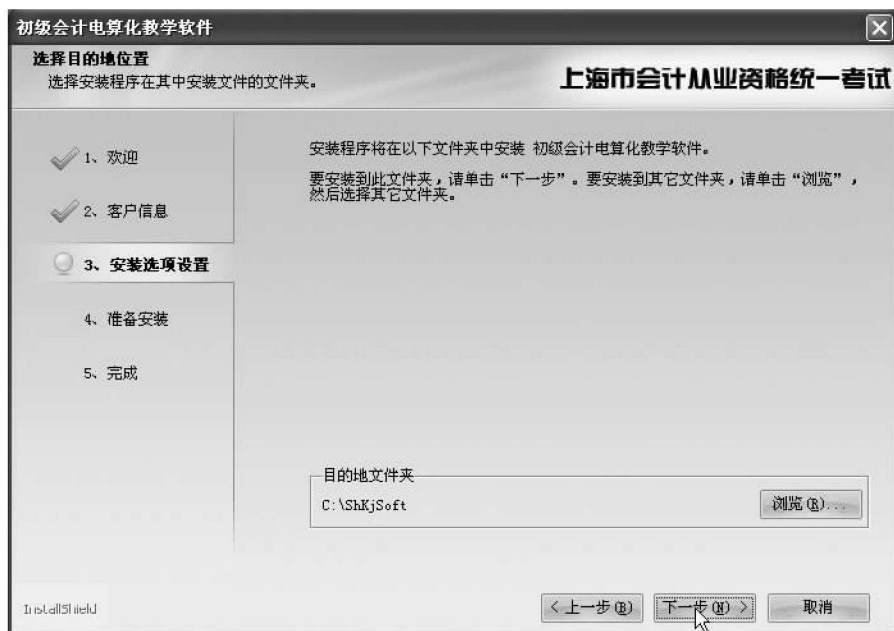 初级会计电算化教学软件
选择目的地位置
选择安装程序在其中安装文件的文件夹。
上海市会计从业资格统一考试
1、欢迎
2、客户信息
3、安装选项设置
4、准备安装
5、完成
安装程序将在以下文件夹中安装 初级会计电算化教学软件。
要安装到此文件夹，请单击“下一步”。要安装到其它文件夹，请单击“浏览”，
然后选择其它文件夹。
目的地文件夹
C:\ShKjSoft
浏览(R)...
InstallShield
< 上一步(B)
下一步(N) >
取消